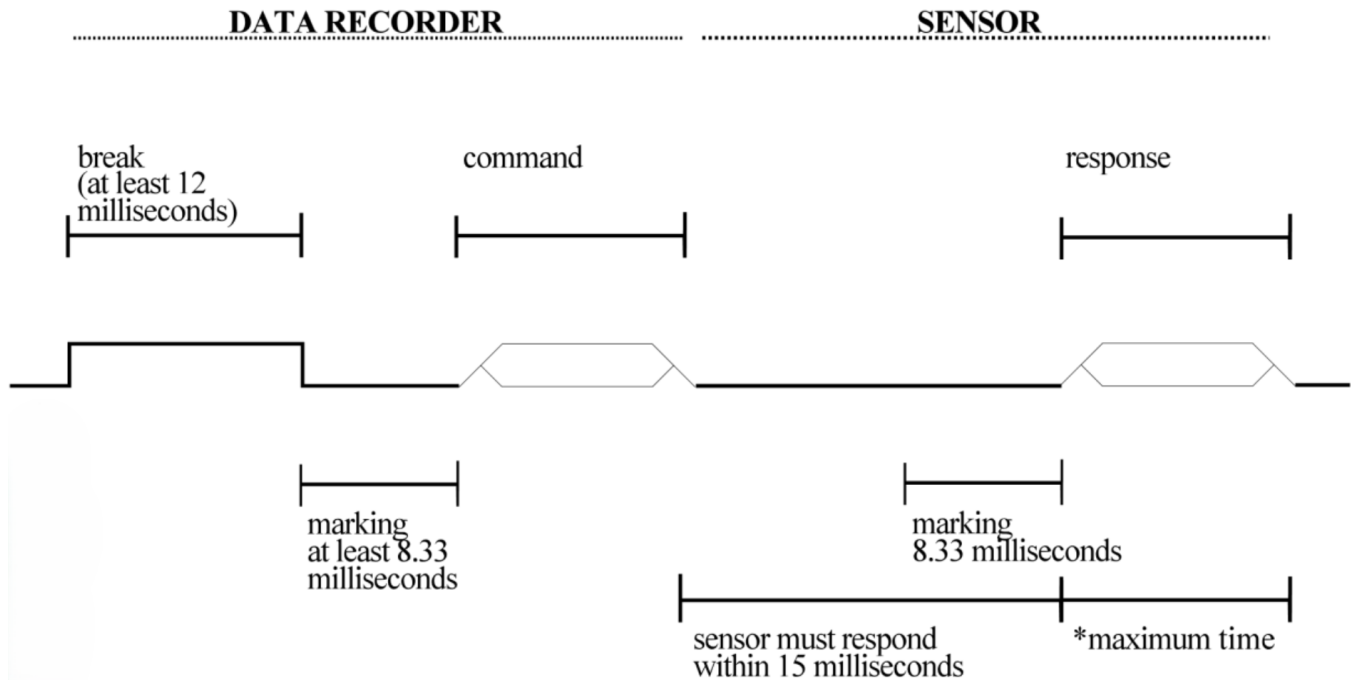 DATA RECORDER
SENSOR
break
(at least 12
milliseconds)
command
response
marking
at least 8.33
milliseconds
marking
8.33 milliseconds
sensor must respond
within 15 milliseconds
*maximum time